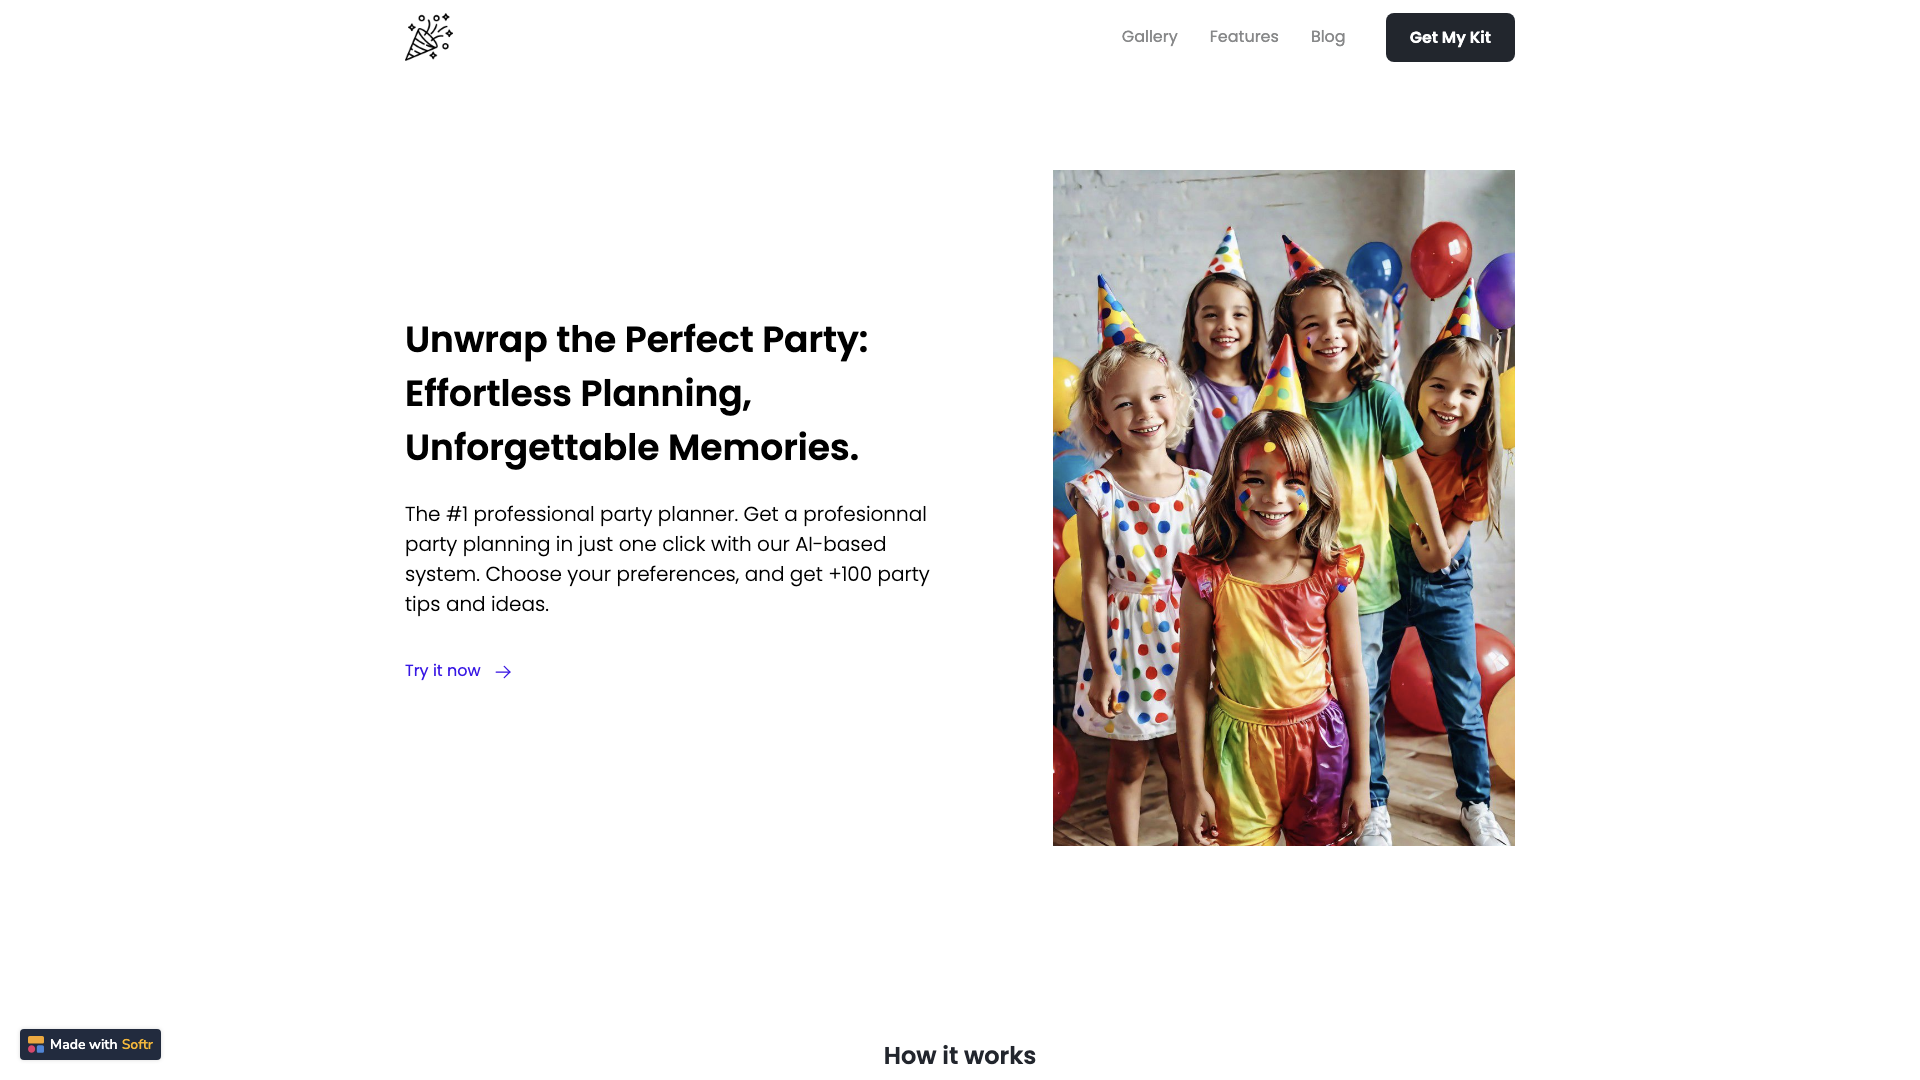 Gallery
Features
Blog
Get My Kit
Unwrap the Perfect Party:
Effortless Planning,
Unforgettable Memories.
The #1 professional party planner. Get a profesionnal
party planning in just one click with our AI-based
system. Choose your preferences, and get +100 party
tips and ideas.
Try it now
Made with Softr
How it works